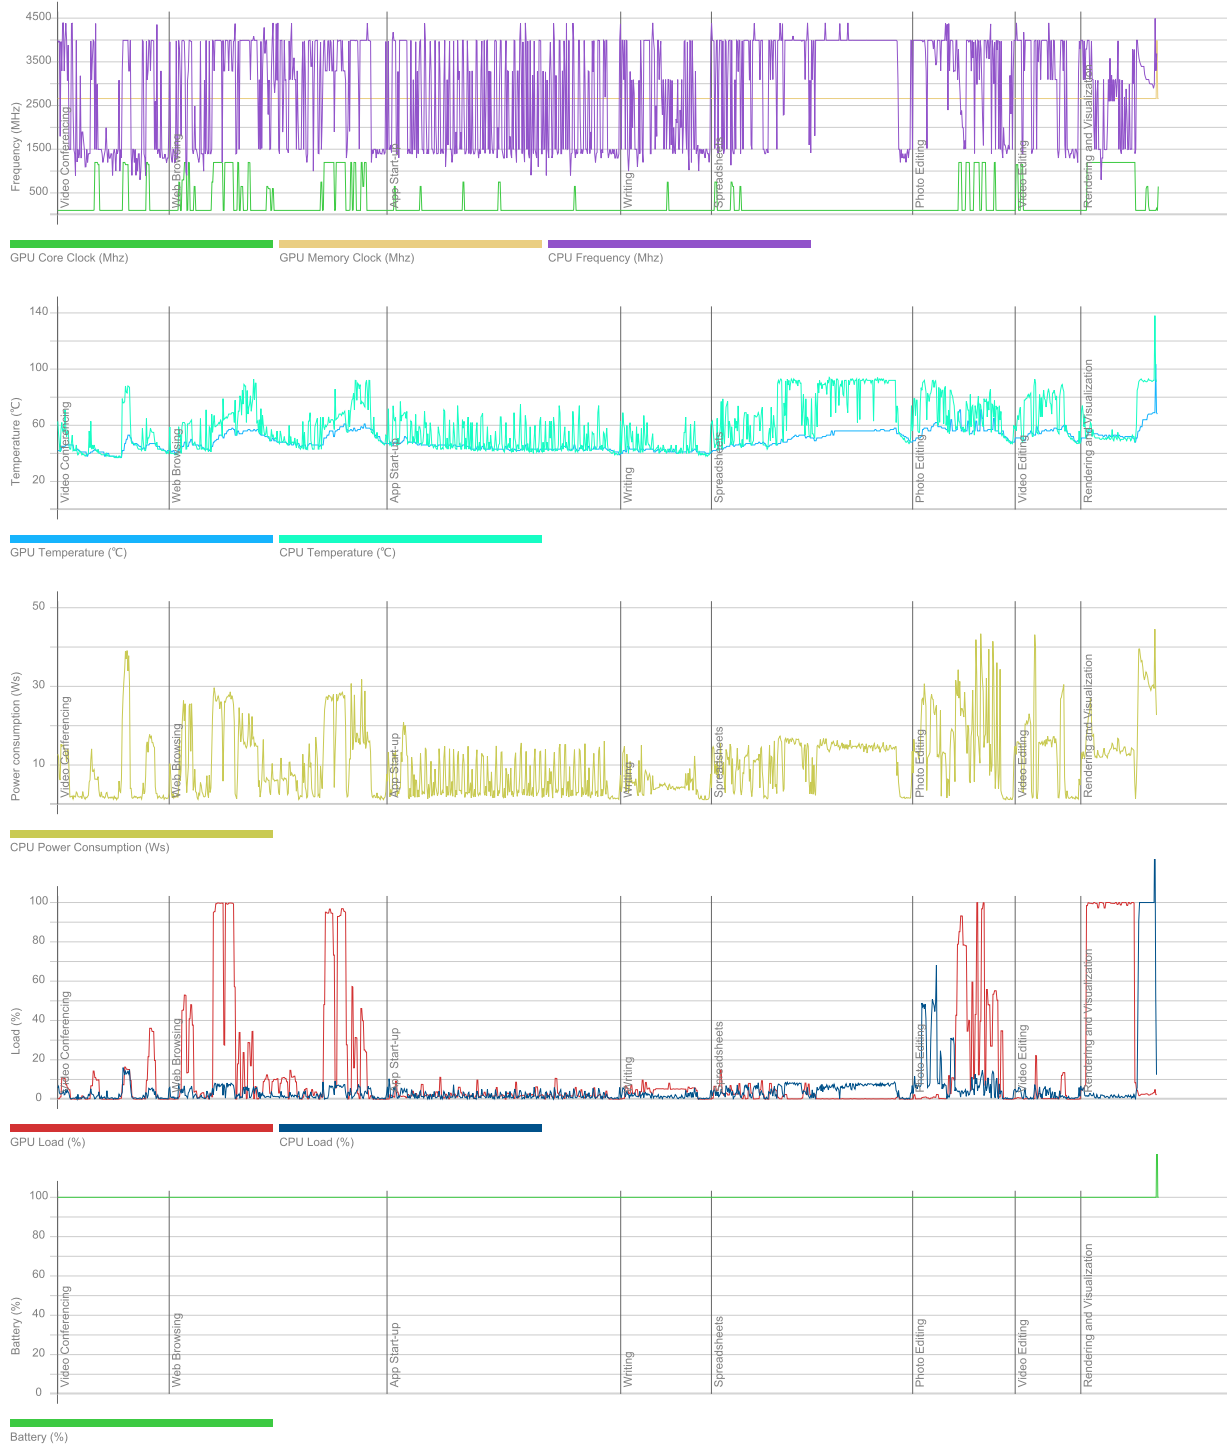 4500
3500
2500
1500
500
Frequency (MHz)
Video Conferencing
Web Browsing
App Start-up
Writing
Spreadsheets
Photo Editing
Video Editing
Rendering and Visualization
GPU Core Clock (Mhz)
GPU Memory Clock (Mhz)
CPU Frequency (Mhz)
140
100
60
20
Temperature (°C)
Video Conferencing
Web Browsing
App Start-up
Writing
Spreadsheets
Photo Editing
Video Editing
Rendering and Visualization
GPU Temperature (°C)
CPU Temperature (°C)
50
30
10
Power consumption (Ws)
Video Conferencing
Web Browsing
App Start-up
Writing
Spreadsheets
Photo Editing
Video Editing
Rendering and Visualization
CPU Power Consumption (Ws)
100
80
60
40
20
0
Load (%)
Video Conferencing
Web Browsing
App Start-up
Writing
Spreadsheets
Photo Editing
Video Editing
Rendering and Visualization
GPU Load (%)
CPU Load (%)
100
80
60
40
20
0
Battery (%)
Video Conferencing
Web Browsing
App Start-up
Writing
Spreadsheets
Photo Editing
Video Editing
Rendering and Visualization
Battery (%)